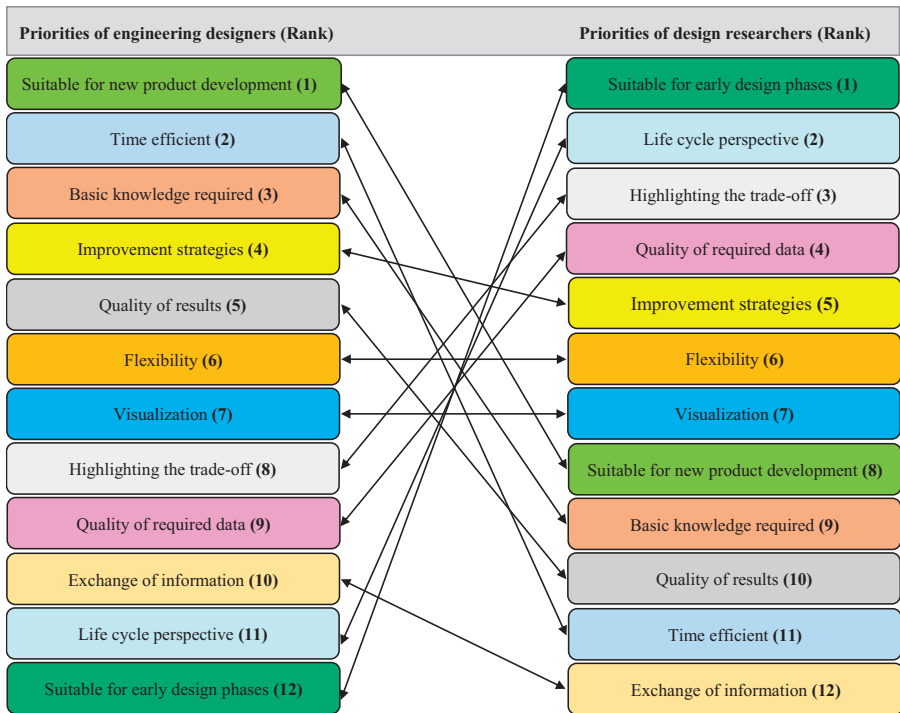 Priorities of engineering designers (Rank)
Priorities of design researchers (Rank)
Suitable for new product development (1)
Suitable for early design phases (1)
Time efficient (2)
Life cycle perspective (2)
Basic knowledge required (3)
Highlighting the trade-off (3)
Improvement strategies (4)
Quality of required data (4)
Quality of results (5)
Improvement strategies (5)
Flexibility (6)
Flexibility (6)
Visualization (7)
Visualization (7)
Highlighting the trade-off (8)
Suitable for new product development (8)
Quality of required data (9)
Basic knowledge required (9)
Exchange of information (10)
Quality of results (10)
Life cycle perspective (11)
Time efficient (11)
Suitable for early design phases (12)
Exchange of information (12)